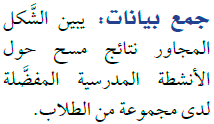 جمع بيانات: يبين الشَّكل
المجاور نتائج مسح حول
الأنشطة المدرسية المفضَّلة
لدى مجموعة من الطلاب.